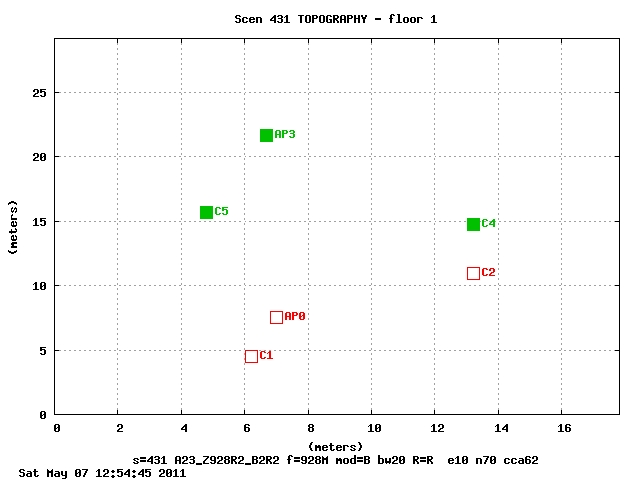 Scen 431 TOPOGRAPHY - floor 1
25
20
15
10
5
0
(meters)
AP3
C5
C4
C2
AP0
C1
0 2 4 6 8 10 12 14 16
(meters)
s=431 A23_Z928R2_B2R2 f=928M mod=B bw20 R=R  e10 n70 cca62
Sat May 07 12:54:45 2011